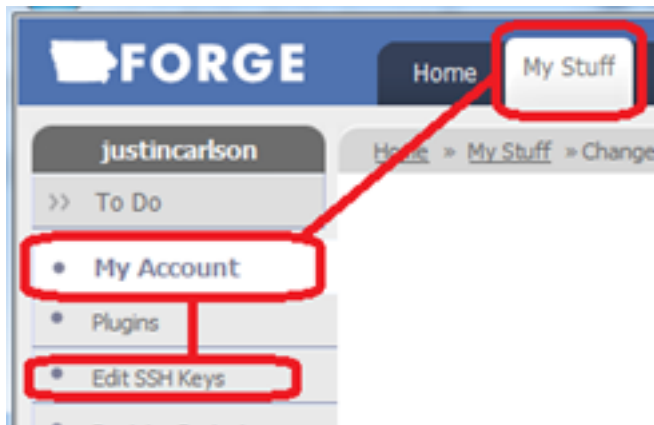 FORGE
Home My Stuff
justincarlson
Home » My Stuff » Change
>> To Do
• My Account
• Plugins
• Edit SSH Keys